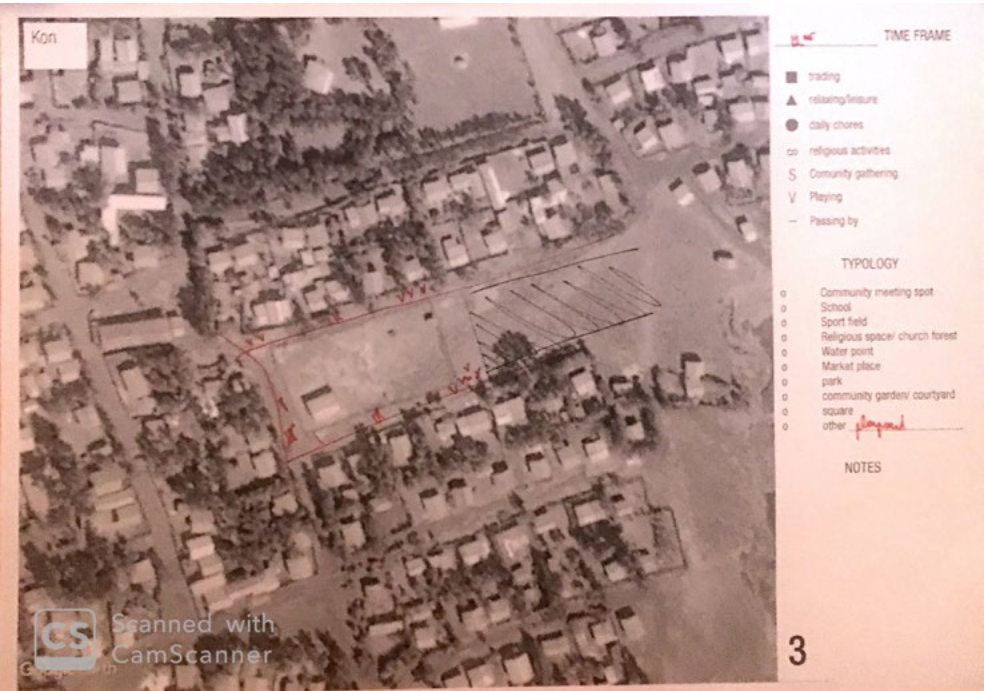 Kon
TIME FRAME
trading
relaxing/leisure
daily chores
religious activities
S Comunity gathering
V Playing
– Passing by
TYPOLOGY
o Community meeting spot
o School
o Sport field
o Religious space/ church forest
o Water point
o Market place
o park
o community garden/ courtyard
o square
o other playground
NOTES
3
CS Scanned with
CamScanner